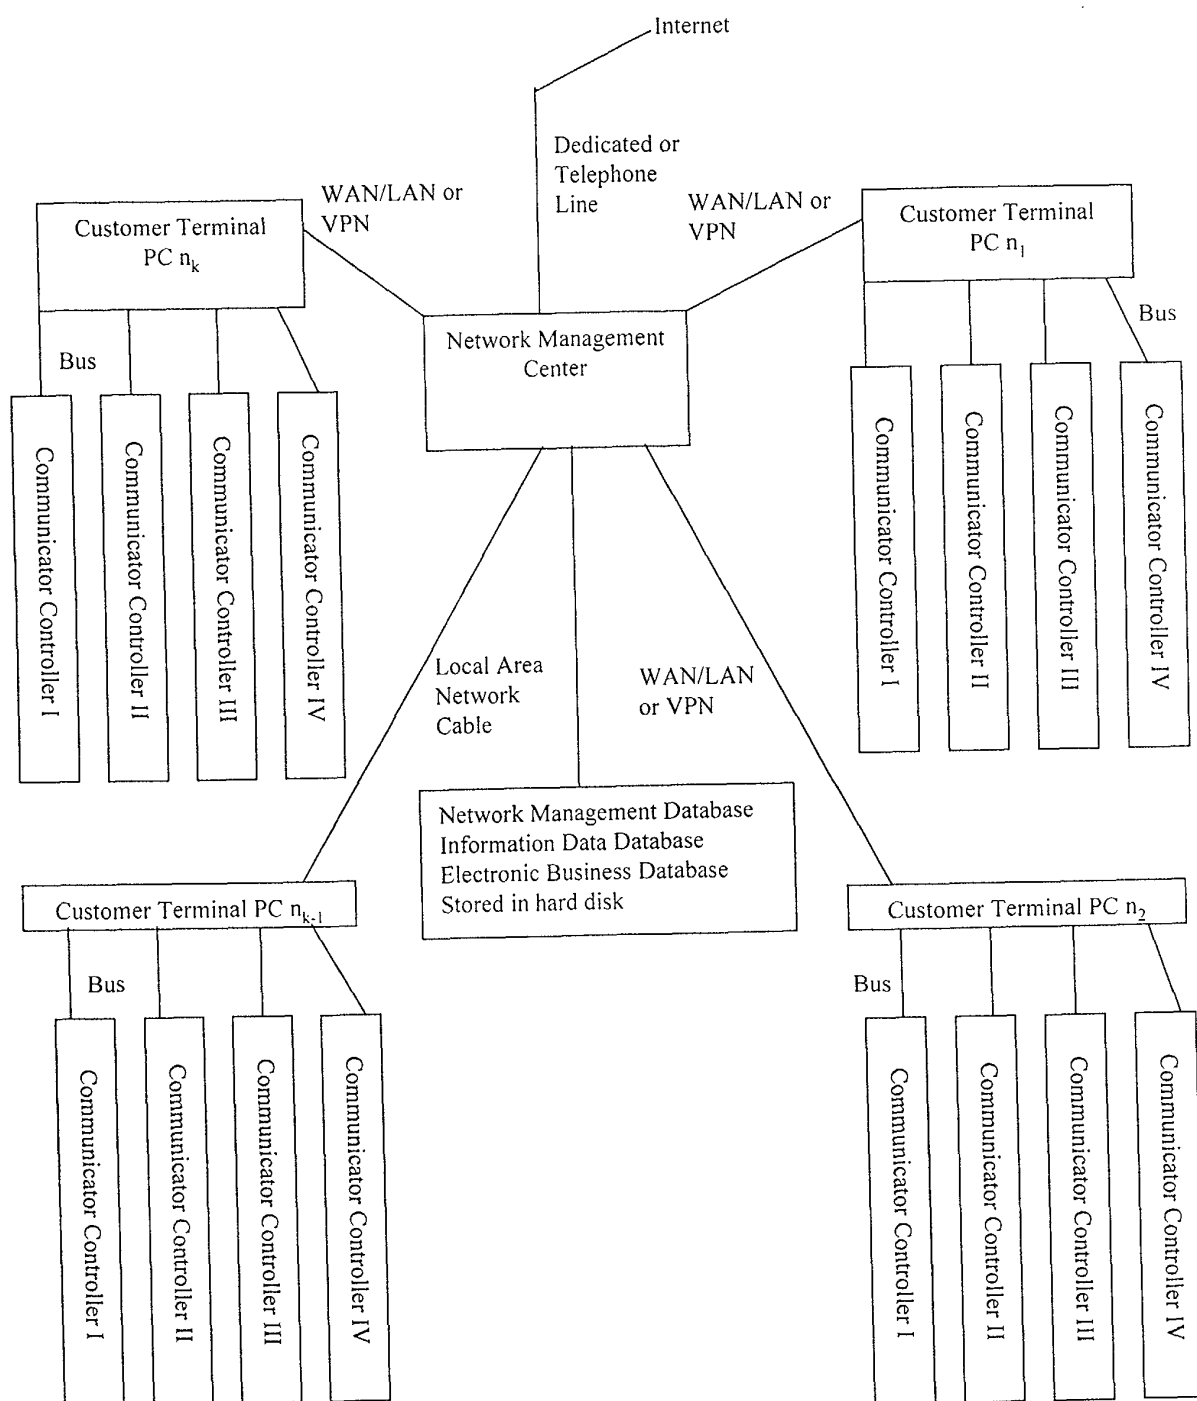 Internet
Dedicated or
Telephone
Line
WAN/LAN or
VPN
WAN/LAN or
VPN
Customer Terminal
PC nk
Customer Terminal
PC n1
Network Management
Center
Bus
Bus
Communicator Controller I
Communicator Controller II
Communicator Controller III
Communicator Controller IV
Communicator Controller I
Communicator Controller II
Communicator Controller III
Communicator Controller IV
Local Area
Network
Cable
WAN/LAN
or VPN
Network Management Database
Information Data Database
Electronic Business Database
Stored in hard disk
Customer Terminal PC nk-1
Customer Terminal PC n2
Bus
Bus
Communicator Controller I
Communicator Controller II
Communicator Controller III
Communicator Controller IV
Communicator Controller I
Communicator Controller II
Communicator Controller III
Communicator Controller IV